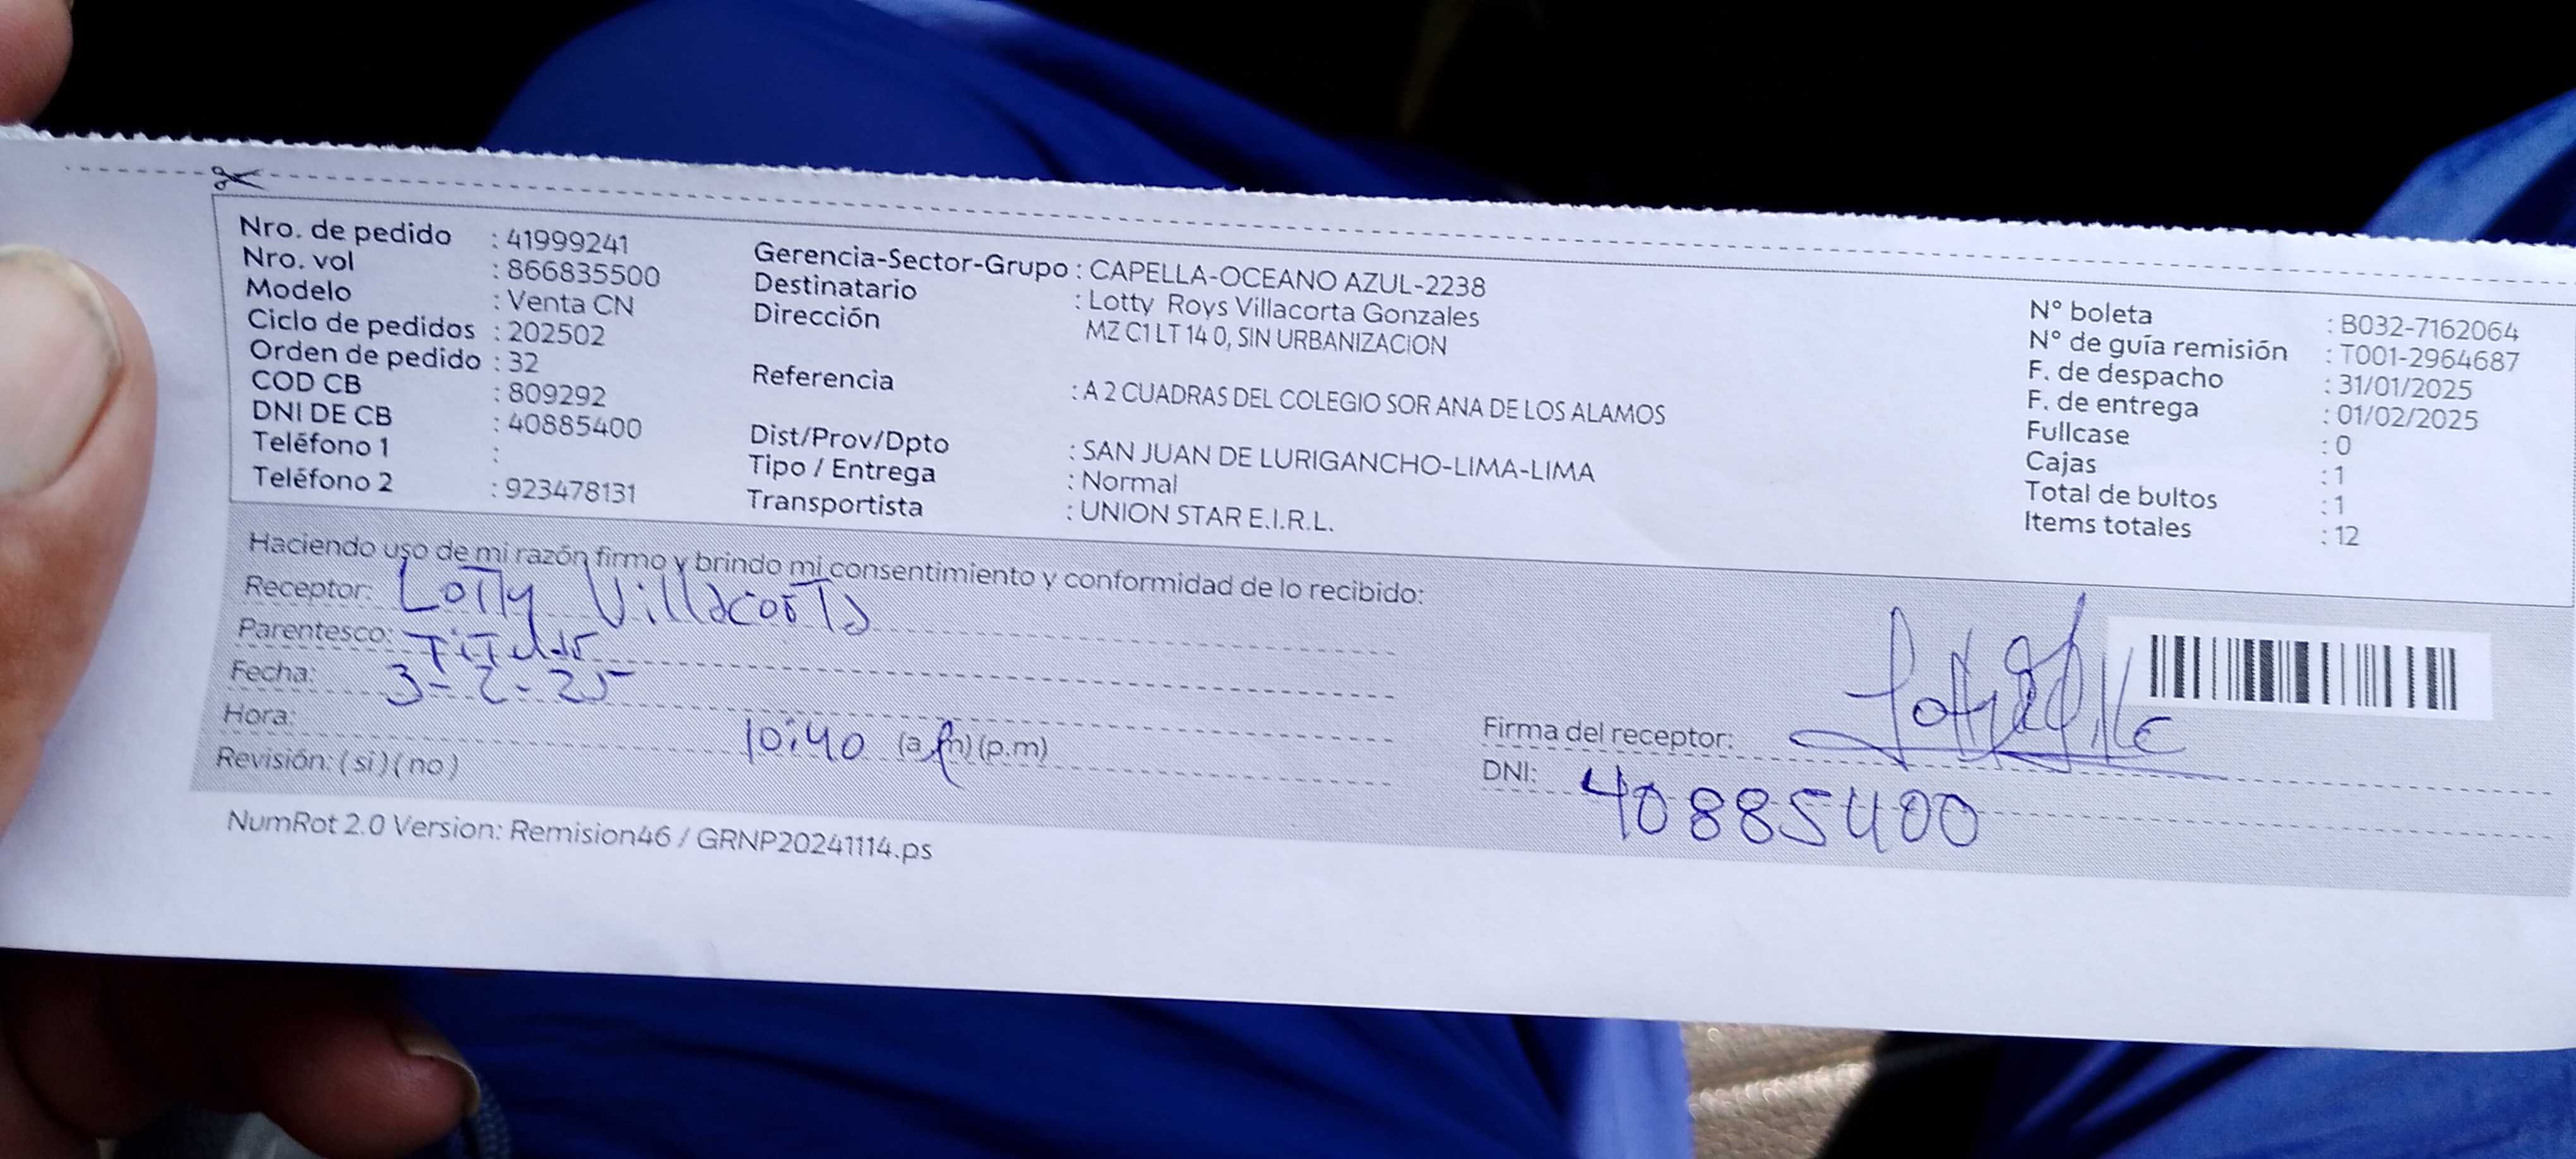 Nro. de pedido : 41999241
Nro. vol : 866835500
Modelo : Venta CN
Ciclo de pedidos : 202502
Orden de pedido : 32
COD CB : 809292
DNI DE CB : 40885400
Teléfono 1 :
Teléfono 2 : 923478131
Gerencia-Sector-Grupo : CAPELLA-OCEANO AZUL-2238
Destinatario : Lotty Roys Villacorta Gonzales
Dirección MZ C1 LT 14 0, SIN URBANIZACION
Referencia : A 2 CUADRAS DEL COLEGIO SOR ANA DE LOS ALAMOS
Dist/Prov/Dpto : SAN JUAN DE LURIGANCHO-LIMA-LIMA
Tipo / Entrega : Normal
Transportista : UNION STAR E.I.R.L.
N° boleta : B032-7162064
N° de guía remisión : T001-2964687
F. de despacho : 31/01/2025
F. de entrega : 01/02/2025
Fullcase : 0
Cajas : 1
Total de bultos : 1
Items totales : 12
Haciendo uso de mi razón firmo y brindo mi consentimiento y conformidad de lo recibido:
Receptor: Lotty Villacorta
Parentesco: Titular
Fecha: 3-2-25
Hora: 10:40 (a.m) (p.m)
Revisión: ( si ) ( no )
Firma del receptor:
DNI: 40885400
NumRot 2.0 Version: Remision46 / GRNP20241114.ps